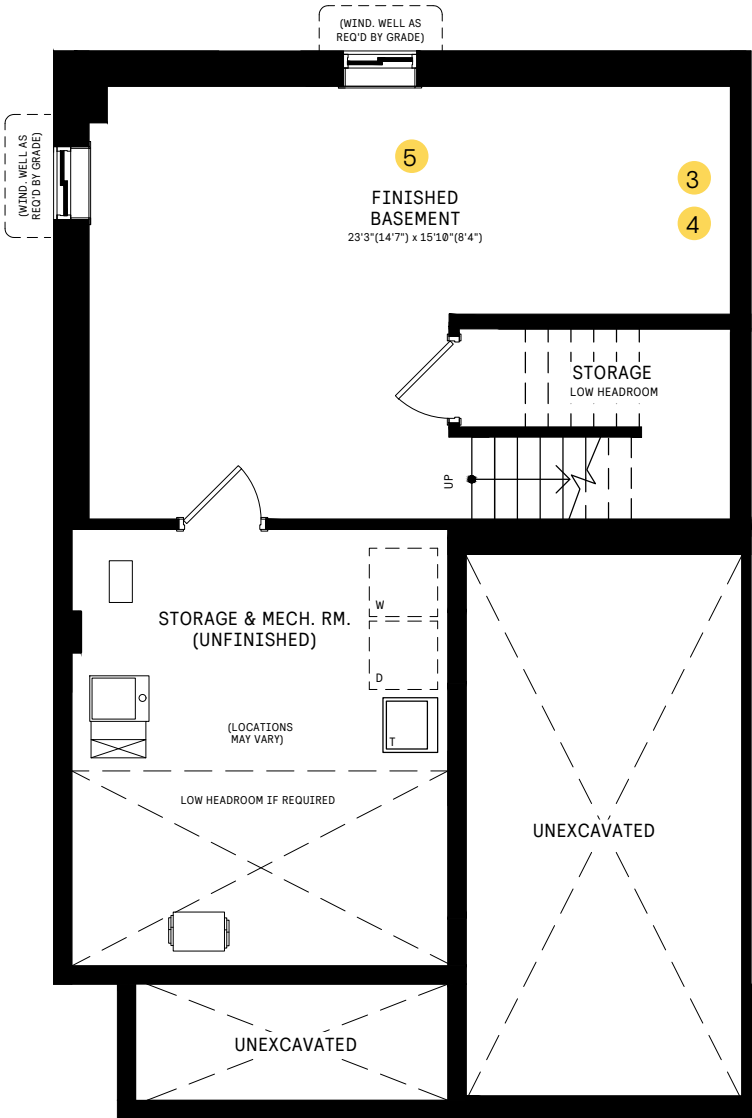 (WIND. WELL AS
REQ'D BY GRADE)
(WIND. WELL AS
REQ'D BY GRADE)
5
FINISHED
BASEMENT
23'3"(14'7") x 15'10"(8'4")
3
4
STORAGE
LOW HEADROOM
UP
W
STORAGE & MECH. RM.
(UNFINISHED)
D
(LOCATIONS
MAY VARY)
T
LOW HEADROOM IF REQUIRED
UNEXCAVATED
UNEXCAVATED